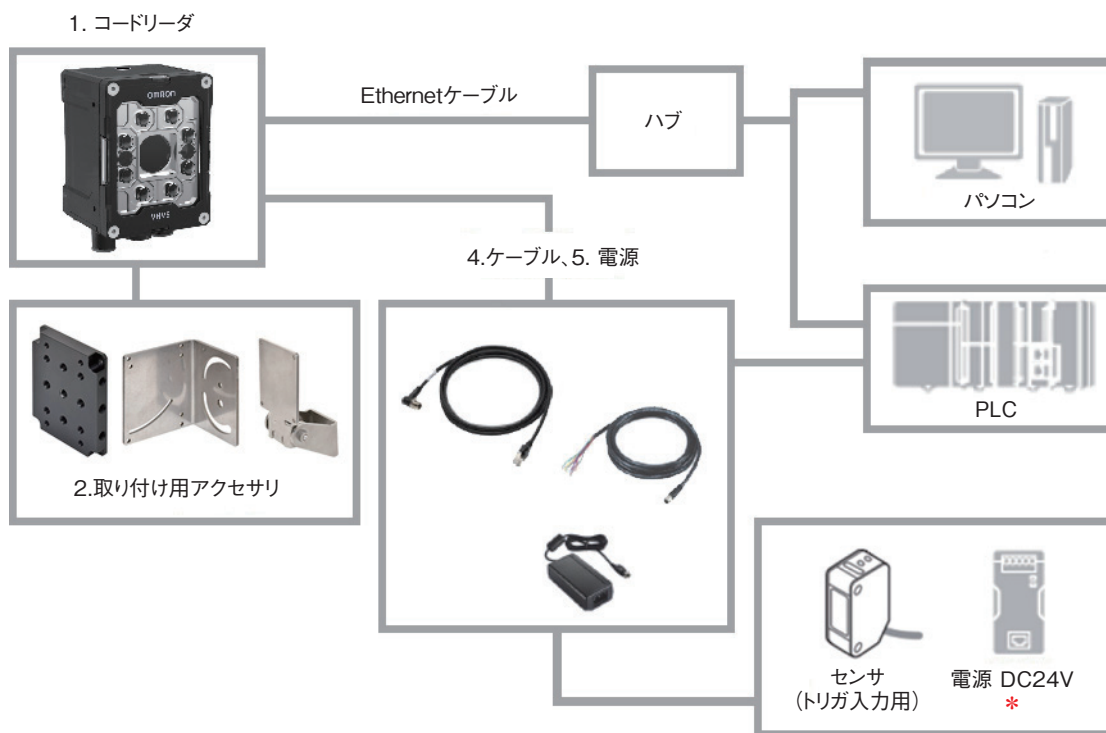 1. コードリーダ
OMRON
Ethernetケーブル
ハブ
パソコン
4.ケーブル、5. 電源
PLC
2.取り付け用アクセサリ
センサ
(トリガ入力用)
電源 DC24V
*